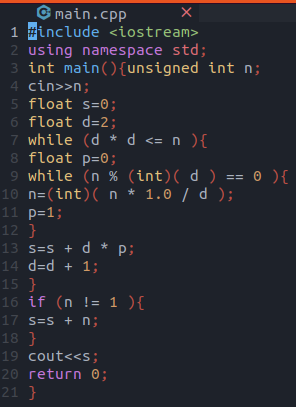 main.cpp
1 #include <iostream>
2 using namespace std;
3 int main(){unsigned int n;
4 cin>>n;
5 float s=0;
6 float d=2;
7 while (d * d <= n ){
8 float p=0;
9 while (n % (int)( d ) == 0 ){
10 n=(int)( n * 1.0 / d );
11 p=1;
12 }
13 s=s + d * p;
14 d=d + 1;
15 }
16 if (n != 1 ){
17 s=s + n;
18 }
19 cout<<s;
20 return 0;
21 }